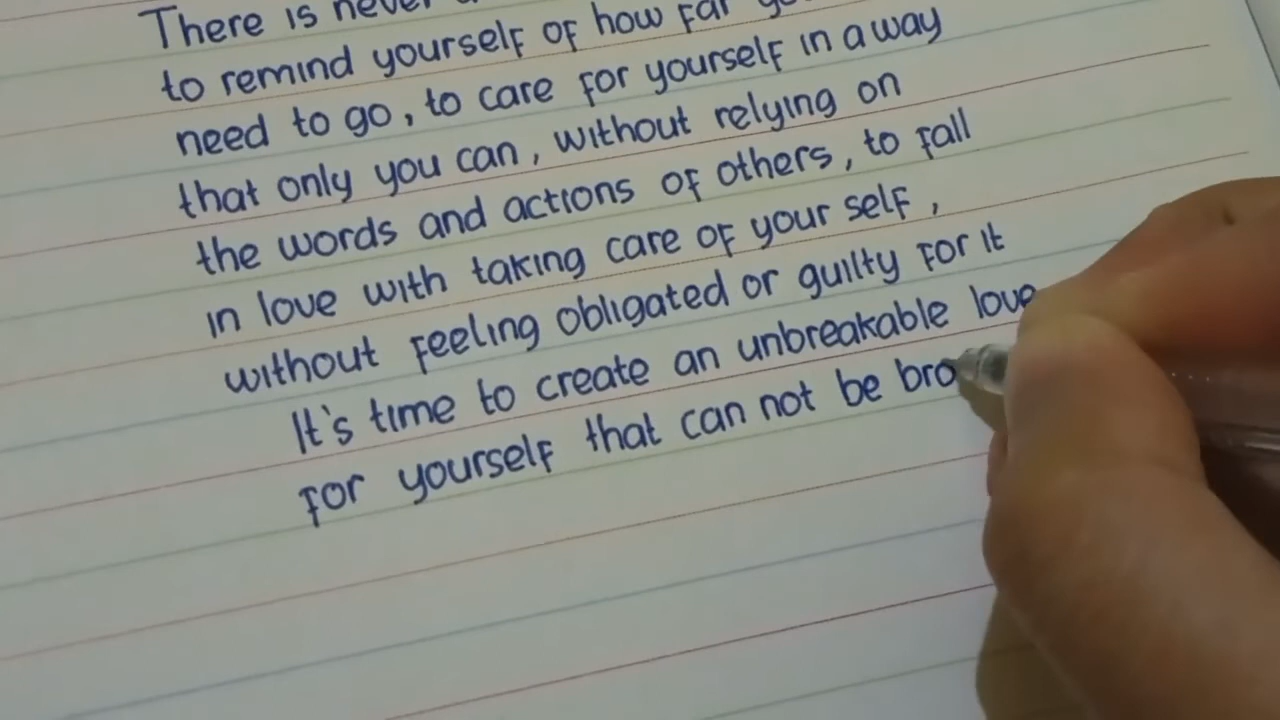 There is never
to remind yourself of how far
need to go, to care for yourself in a way
that only you can, without relying on
the words and actions of others, to fall
in love with taking care of your self,
without feeling obligated or guilty for it
It's time to create an unbreakable love
for yourself that can not be bro